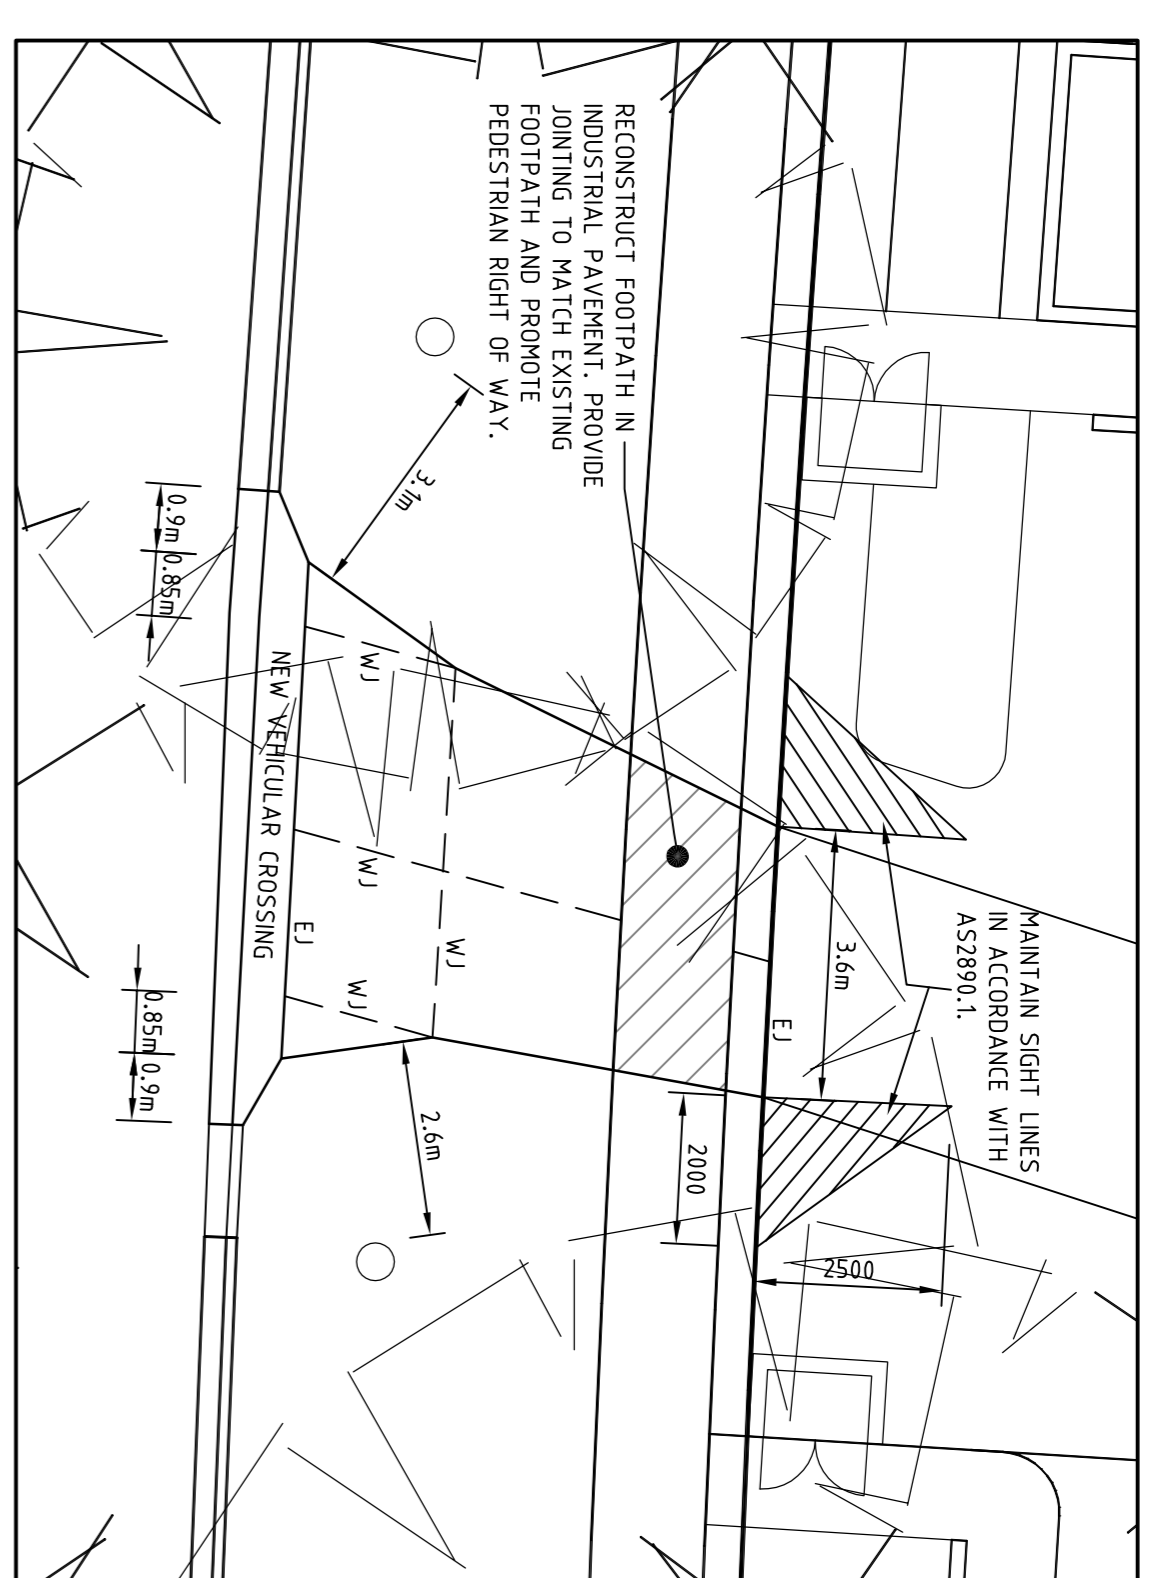 RECONSTRUCT FOOTPATH IN
INDUSTRIAL PAVEMENT. PROVIDE
JOINTING TO MATCH EXISTING
FOOTPATH AND PROMOTE
PEDESTRIAN RIGHT OF WAY.
3.1m
0.9m
0.85m
WJ
NEW VEHICULAR CROSSING
WJ
EJ
WJ
WJ
0.85m
0.9m
2.6m
MAINTAIN SIGHT LINES
IN ACCORDANCE WITH
AS2890.1.
3.6m
EJ
2000
2500